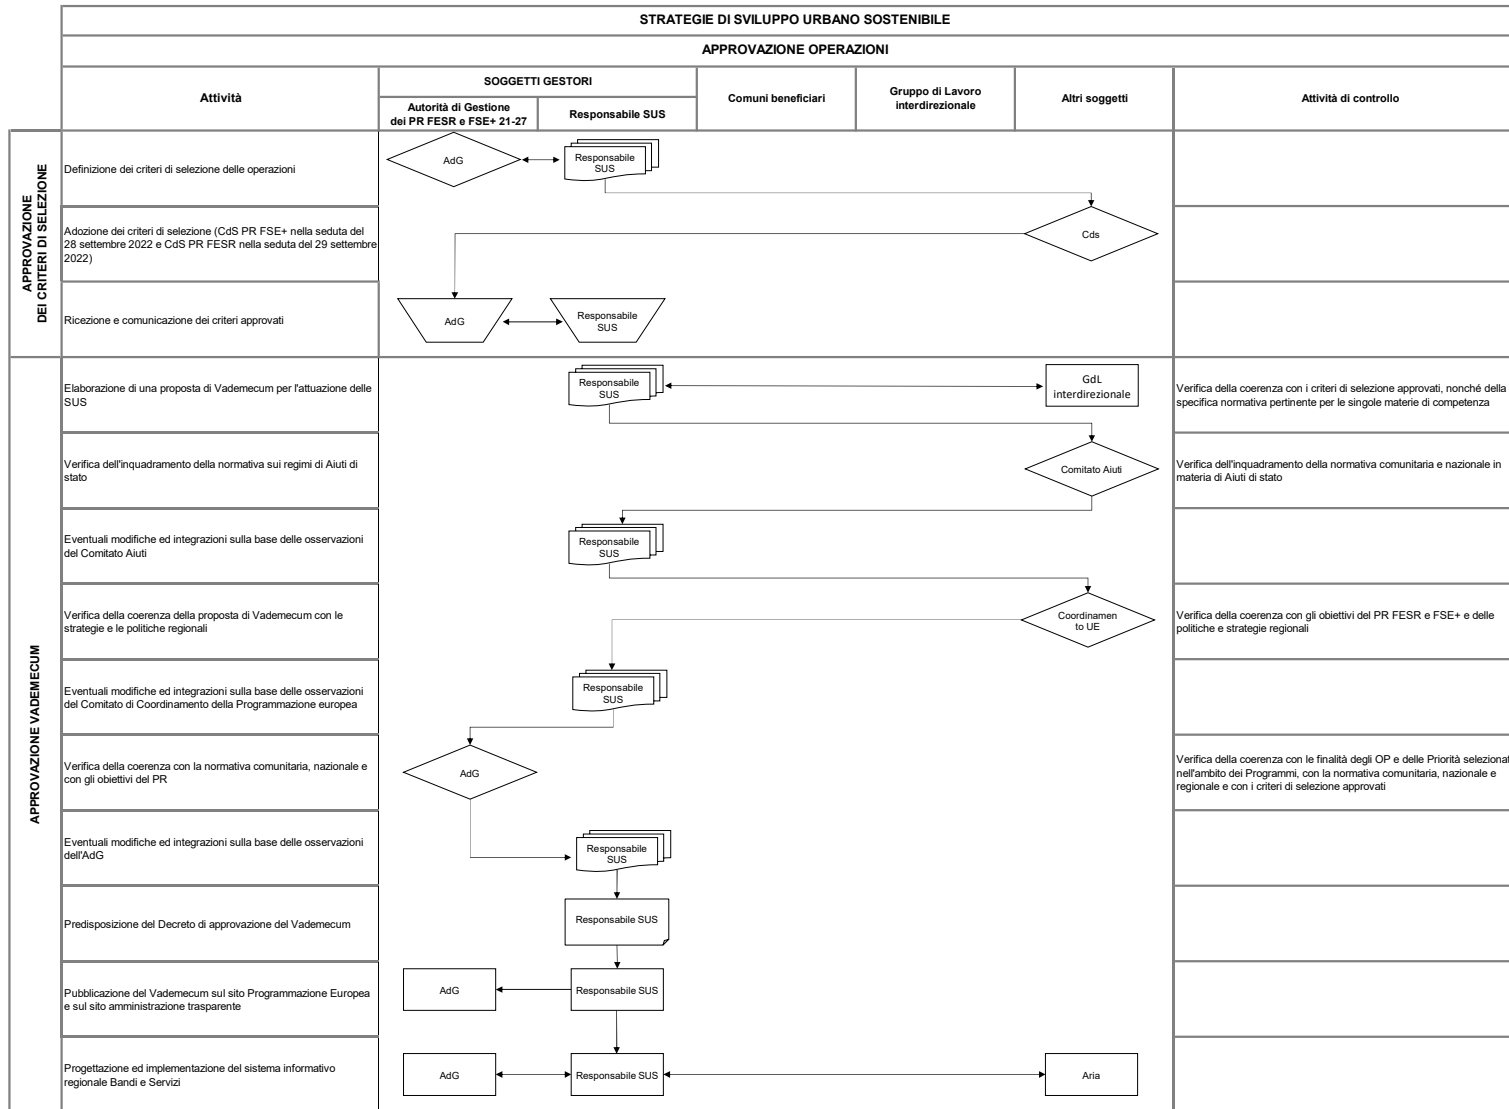 STRATEGIE DI SVILUPPO URBANO SOSTENIBILE
APPROVAZIONE OPERAZIONI
Attività
SOGGETTI GESTORI
Autorità di Gestione
dei PR FESR e FSE+ 21-27
Responsabile SUS
Comuni beneficiari
Gruppo di Lavoro
interdirezionale
Altri soggetti
Attività di controllo
APPROVAZIONE
DEI CRITERI DI SELEZIONE
Definizione dei criteri di selezione delle operazioni
AdG
Responsabile
SUS
Adozione dei criteri di selezione (CdS PR FSE+ nella seduta del
28 settembre 2022 e CdS PR FESR nella seduta del 29 settembre
2022)
Cds
Ricezione e comunicazione dei criteri approvati
AdG
Responsabile
SUS
APPROVAZIONE VADEMECUM
Elaborazione di una proposta di Vademecum per l'attuazione delle
SUS
Responsabile
SUS
GdL
interdirezionale
Verifica della coerenza con i criteri di selezione approvati, nonché della
specifica normativa pertinente per le singole materie di competenza
Verifica dell'inquadramento della normativa sui regimi di Aiuti di
stato
Comitato Aiuti
Verifica dell'inquadramento della normativa comunitaria e nazionale in
materia di Aiuti di stato
Eventuali modifiche ed integrazioni sulla base delle osservazioni
del Comitato Aiuti
Responsabile
SUS
Verifica della coerenza della proposta di Vademecum con le
strategie e le politiche regionali
Coordinamen
to UE
Verifica della coerenza con gli obiettivi del PR FESR e FSE+ e delle
politiche e strategie regionali
Eventuali modifiche ed integrazioni sulla base delle osservazioni
del Comitato di Coordinamento della Programmazione europea
Responsabile
SUS
Verifica della coerenza con la normativa comunitaria, nazionale e
con gli obiettivi del PR
AdG
Verifica della coerenza con le finalità degli OP e delle Priorità selezionat
nell'ambito dei Programmi, con la normativa comunitaria, nazionale e
regionale e con i criteri di selezione approvati
Eventuali modifiche ed integrazioni sulla base delle osservazioni
dell'AdG
Responsabile
SUS
Predisposizione del Decreto di approvazione del Vademecum
Responsabile SUS
Pubblicazione del Vademecum sul sito Programmazione Europea
e sul sito amministrazione trasparente
AdG
Responsabile SUS
Progettazione ed implementazione del sistema informativo
regionale Bandi e Servizi
AdG
Responsabile SUS
Aria